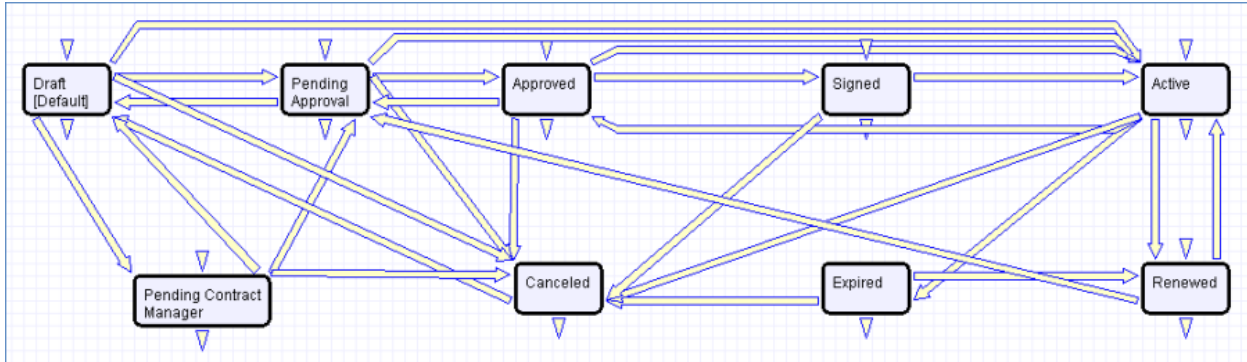 Draft
[Default]
Pending
Approval
Approved
Signed
Active
Pending Contract
Manager
Canceled
Expired
Renewed